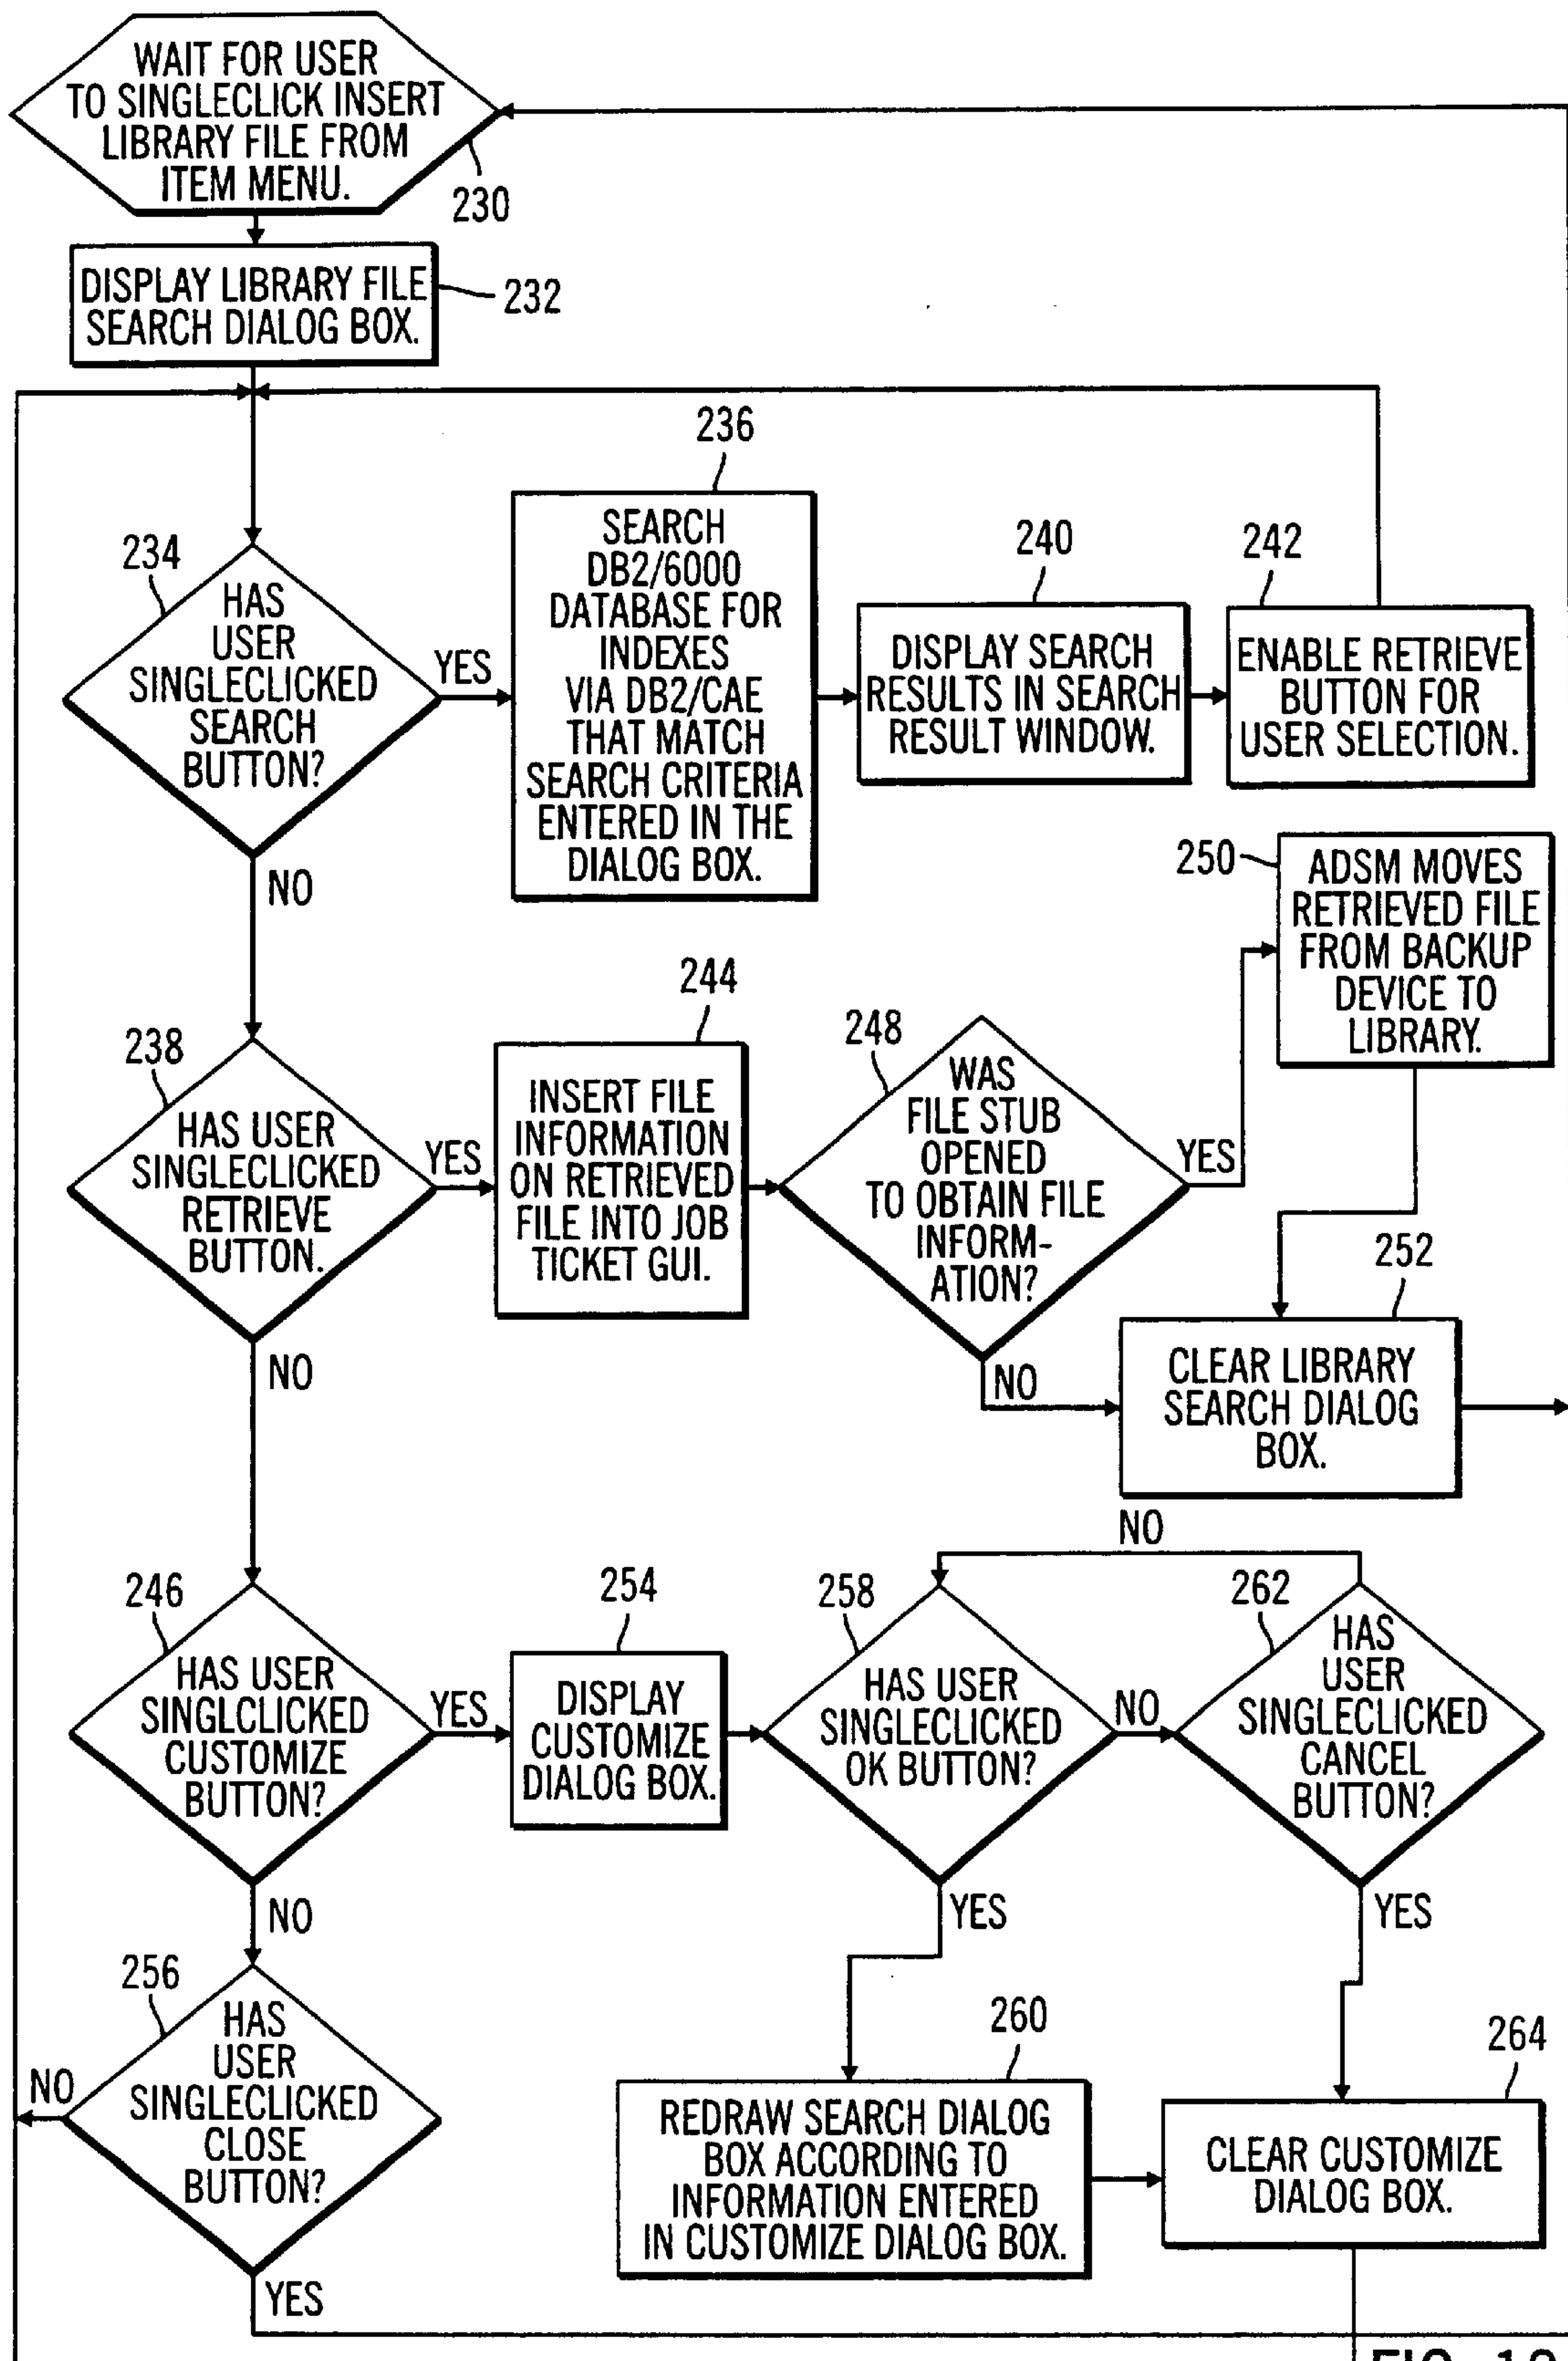 WAIT FOR USER
TO SINGLECLICK INSERT
LIBRARY FILE FROM
ITEM MENU.
230
DISPLAY LIBRARY FILE
SEARCH DIALOG BOX.
232
234
HAS
USER
SINGLECLICKED
SEARCH
BUTTON?
YES
NO
236
SEARCH
DB2/6000
DATABASE FOR
INDEXES
VIA DB2/CAE
THAT MATCH
SEARCH CRITERIA
ENTERED IN THE
DIALOG BOX.
240
DISPLAY SEARCH
RESULTS IN SEARCH
RESULT WINDOW.
242
ENABLE RETRIEVE
BUTTON FOR
USER SELECTION.
238
HAS USER
SINGLECLICKED
RETRIEVE
BUTTON.
YES
NO
244
INSERT FILE
INFORMATION
ON RETRIEVED
FILE INTO JOB
TICKET GUI.
248
WAS
FILE STUB
OPENED
TO OBTAIN FILE
INFORM-
ATION?
YES
NO
250
ADSM MOVES
RETRIEVED FILE
FROM BACKUP
DEVICE TO
LIBRARY.
252
CLEAR LIBRARY
SEARCH DIALOG
BOX.
246
HAS USER
SINGLCLICKED
CUSTOMIZE
BUTTON?
YES
NO
254
DISPLAY
CUSTOMIZE
DIALOG BOX.
258
HAS USER
SINGLECLICKED
OK BUTTON?
NO
YES
262
HAS
USER
SINGLECLICKED
CANCEL
BUTTON?
NO
YES
256
HAS
USER
SINGLECLICKED
CLOSE
BUTTON?
NO
YES
260
REDRAW SEARCH DIALOG
BOX ACCORDING TO
INFORMATION ENTERED
IN CUSTOMIZE DIALOG BOX.
264
CLEAR CUSTOMIZE
DIALOG BOX.